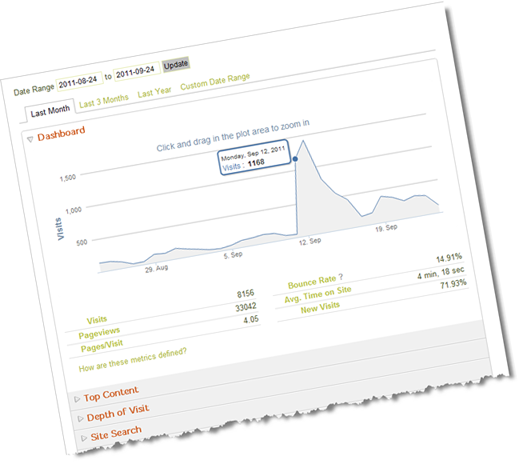 Date Range 2011-08-24 to 2011-09-24 Update
Last Month Last 3 Months Last Year Custom Date Range
Dashboard
Click and drag in the plot area to zoom in
Monday, Sep 12, 2011
Visits : 1168
1,500
1,000
500
Visits
29. Aug 5. Sep 12. Sep 19. Sep
Visits 8156
Pageviews 33042
Pages/Visit 4.05
Bounce Rate ? 14.91%
Avg. Time on Site 4 min, 18 sec
New Visits 71.93%
How are these metrics defined?
Top Content
Depth of Visit
Site Search